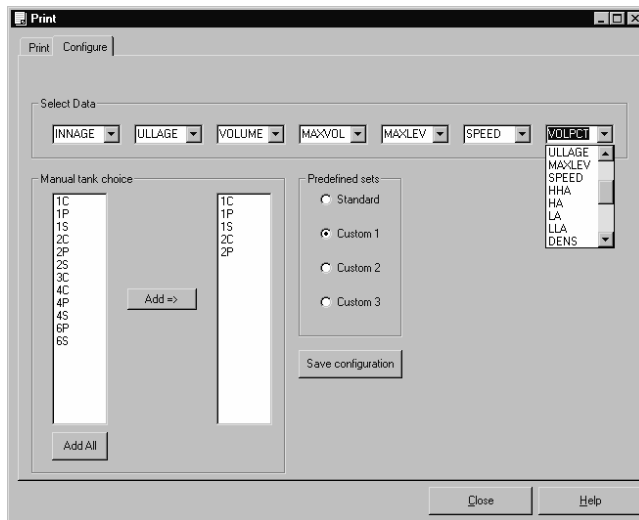 Print
Print Configure
Select Data
INNAGE ULLAGE VOLUME MAXVOL MAXLEV SPEED VOLPCT
ULLAGE
MAXLEV
SPEED
HHA
HA
LA
LLA
DENS
Manual tank choice
1C
1P
1S
2C
2P
2S
3C
4C
4P
4S
6P
6S
Add =>
1C
1P
1S
2C
2P
Add All
Predefined sets
Standard
Custom 1
Custom 2
Custom 3
Save configuration
Close Help